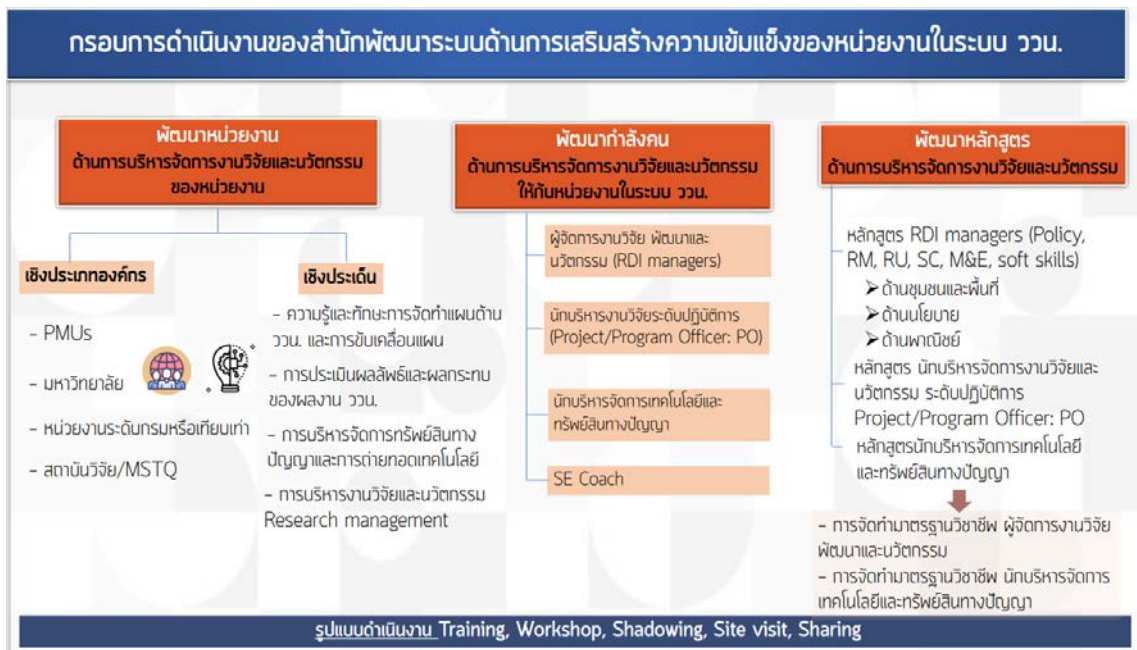 กรอบการดำเนินงานของสำนักพัฒนาระบบด้านการเสริมสร้างความเข้มแข็งของหน่วยงานในระบบ ววน.
พัฒนาหน่วยงาน
ด้านการบริหารจัดการงานวิจัยและนวัตกรรม
ของหน่วยงาน
เชิงประเภทองค์กร
– PMUs
– มหาวิทยาลัย
– หน่วยงานระดับกรมหรือเทียบเท่า
– สถาบันวิจัย/MSTQ
เชิงประเด็น
– ความรู้และทักษะการจัดทำแผนด้าน
ววน. และการขับเคลื่อนแผน
– การประเมินผลลัพธ์และผลกระทบ
ของผลงาน ววน.
– การบริหารจัดการทรัพย์สินทาง
ปัญญาและการถ่ายทอดเทคโนโลยี
– การบริหารงานวิจัยและนวัตกรรม
Research management
พัฒนากำลังคน
ด้านการบริหารจัดการงานวิจัยและนวัตกรรม
ให้กับหน่วยงานในระบบ ววน.
ผู้จัดการงานวิจัย พัฒนาและ
นวัตกรรม (RDI managers)
นักบริหารงานวิจัยระดับปฏิบัติการ
(Project/Program Officer: PO)
นักบริหารจัดการเทคโนโลยีและ
ทรัพย์สินทางปัญญา
SE Coach
พัฒนาหลักสูตร
ด้านการบริหารจัดการงานวิจัยและนวัตกรรม
หลักสูตร RDI managers (Policy,
RM, RU, SC, M&E, soft skills)
➢ ด้านชุมชนและพื้นที่
➢ ด้านนโยบาย
➢ ด้านพาณิชย์
หลักสูตร นักบริหารจัดการงานวิจัยและ
นวัตกรรม ระดับปฏิบัติการ
Project/Program Officer: PO
หลักสูตรนักบริหารจัดการเทคโนโลยี
และทรัพย์สินทางปัญญา
– การจัดทำมาตรฐานวิชาชีพ ผู้จัดการงานวิจัย
พัฒนาและนวัตกรรม
– การจัดทำมาตรฐานวิชาชีพ นักบริหารจัดการ
เทคโนโลยีและทรัพย์สินทางปัญญา
รูปแบบดำเนินงาน Training, Workshop, Shadowing, Site visit, Sharing